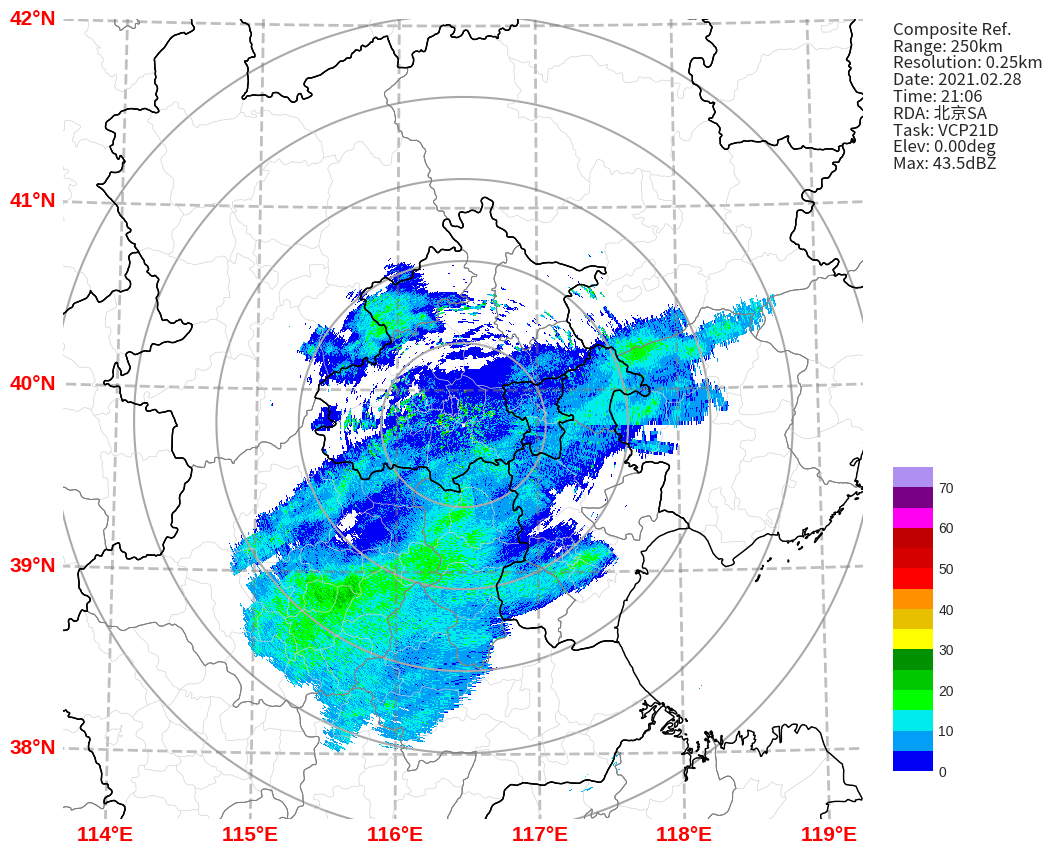 42°N
41°N
40°N
39°N
38°N
114°E
115°E
116°E
117°E
118°E
119°E
Composite Ref.
Range: 250km
Resolution: 0.25km
Date: 2021.02.28
Time: 21:06
RDA: 北京SA
Task: VCP21D
Elev: 0.00deg
Max: 43.5dBZ
70
60
50
40
30
20
10
0